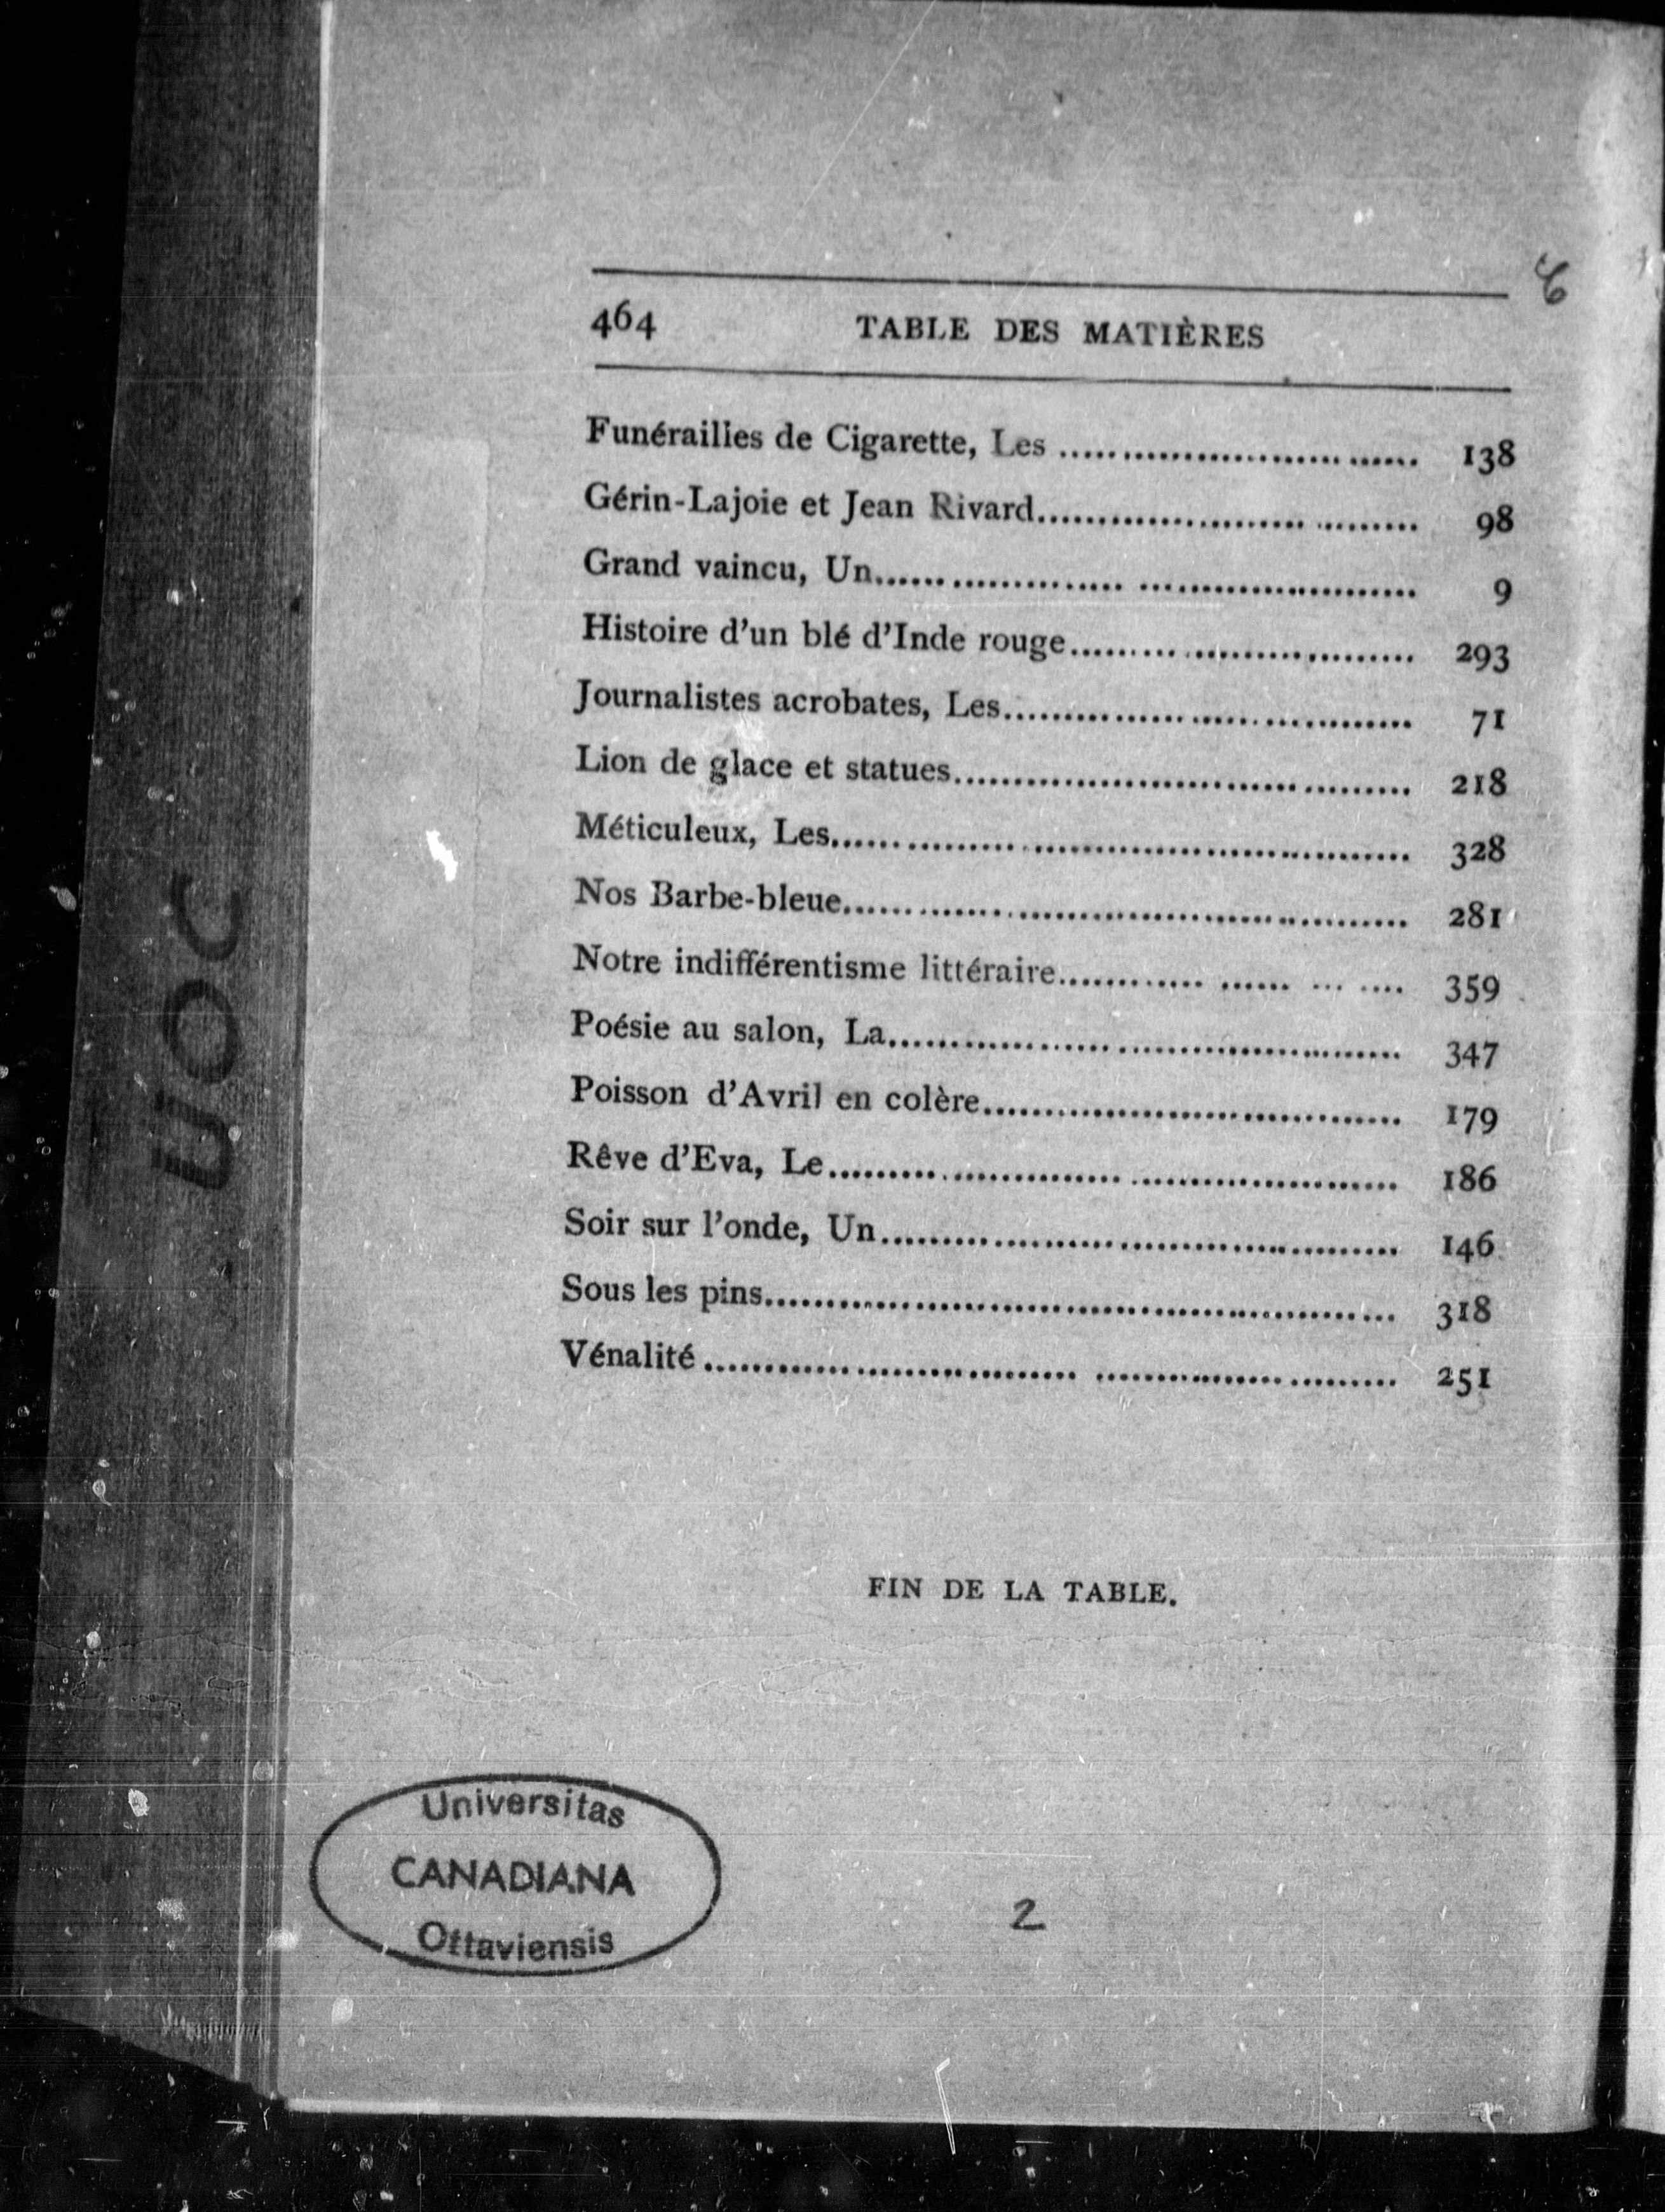 464 TABLE DES MATIÈRES
Funérailles de Cigarette, Les ........................ 138
Gérin-Lajoie et Jean Rivard........................ 98
Grand vaincu, Un........................ 9
Histoire d'un blé d'Inde rouge........................ 293
Journalistes acrobates, Les........................ 71
Lion de glace et statues........................ 218
Méticuleux, Les........................ 328
Nos Barbe-bleue........................ 281
Notre indifférentisme littéraire........................ 359
Poésie au salon, La........................ 347
Poisson d'Avril en colère........................ 179
Rêve d'Eva, Le........................ 186
Soir sur l'onde, Un........................ 146
Sous les pins........................ 318
Vénalité ........................ 251
FIN DE LA TABLE.
Universitas
CANADIANA
Ottaviensis
2
UOC